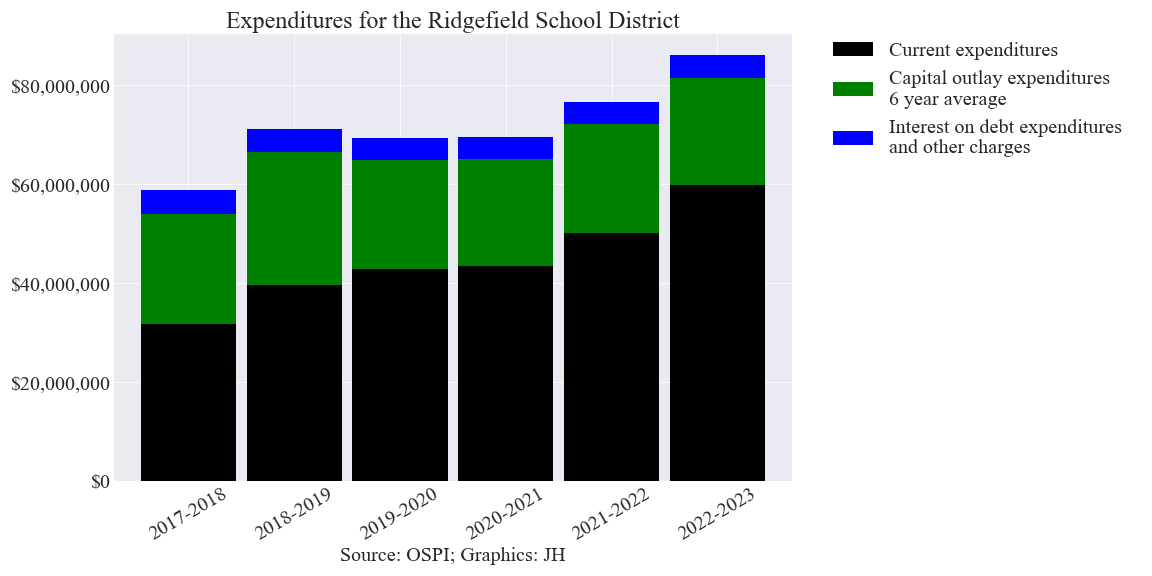 Expenditures for the Ridgefield School District
Current expenditures
Capital outlay expenditures
6 year average
Interest on debt expenditures
and other charges
$80,000,000
$60,000,000
$40,000,000
$20,000,000
$0
2017-2018
2018-2019
2019-2020
2020-2021
2021-2022
2022-2023
Source: OSPI; Graphics: JH